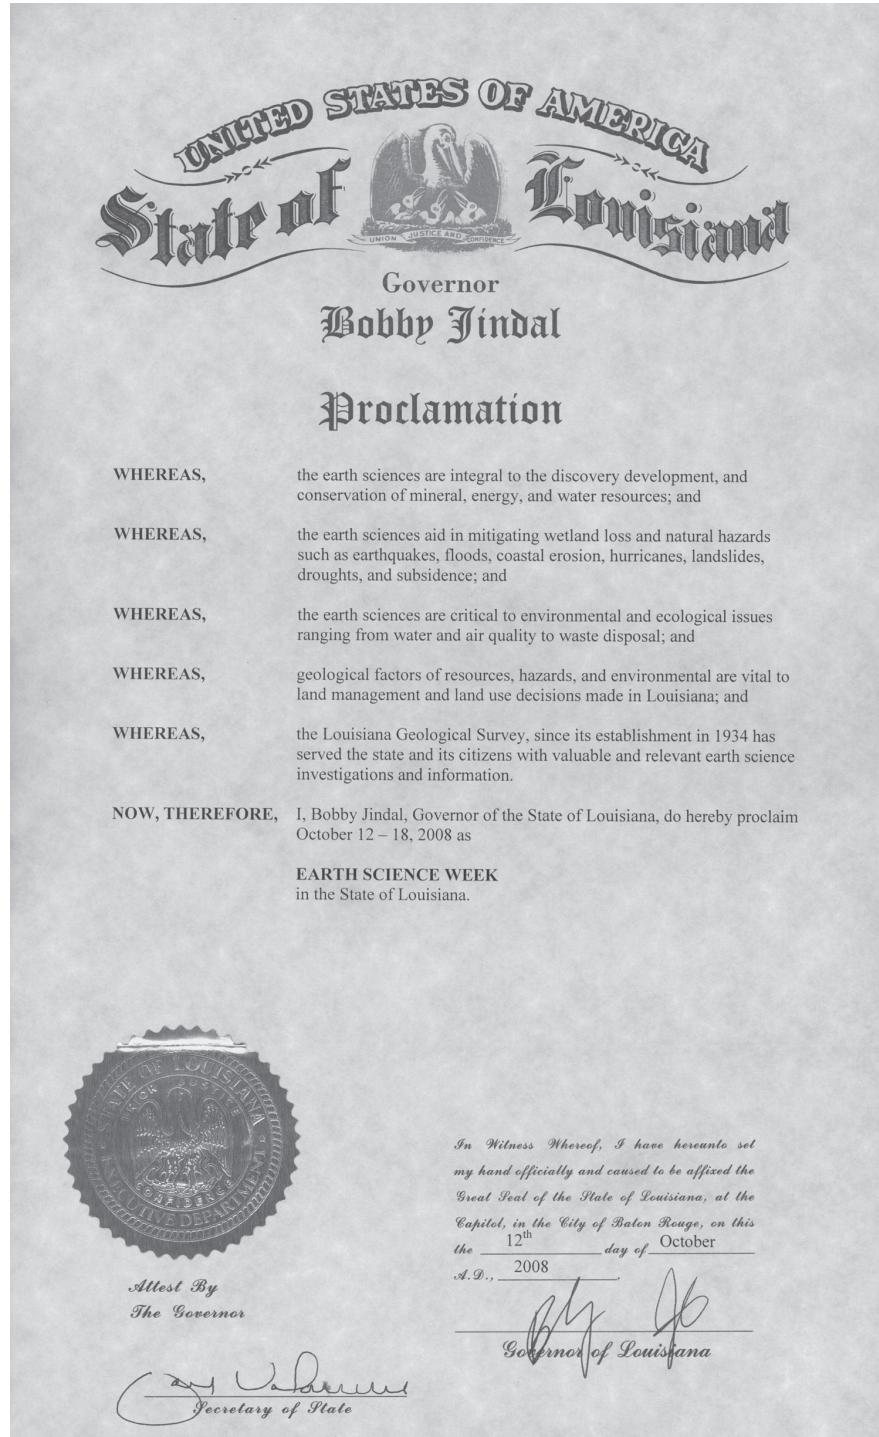 UNITED STATES OF AMERICA
State of Louisiana
UNION JUSTICE AND CONFIDENCE
Governor
Bobby Jindal
Proclamation
WHEREAS, the earth sciences are integral to the discovery development, and
conservation of mineral, energy, and water resources; and
WHEREAS, the earth sciences aid in mitigating wetland loss and natural hazards
such as earthquakes, floods, coastal erosion, hurricanes, landslides,
droughts, and subsidence; and
WHEREAS, the earth sciences are critical to environmental and ecological issues
ranging from water and air quality to waste disposal; and
WHEREAS, geological factors of resources, hazards, and environmental are vital to
land management and land use decisions made in Louisiana; and
WHEREAS, the Louisiana Geological Survey, since its establishment in 1934 has
served the state and its citizens with valuable and relevant earth science
investigations and information.
NOW, THEREFORE, I, Bobby Jindal, Governor of the State of Louisiana, do hereby proclaim
October 12 – 18, 2008 as
EARTH SCIENCE WEEK
in the State of Louisiana.
STATE OF LOUISIANA
UNION JUSTICE
CONFIDENCE
EXECUTIVE DEPARTMENT
In Witness Whereof, I have hereunto set
my hand officially and caused to be affixed the
Great Seal of the State of Louisiana, at the
Capitol, in the City of Baton Rouge, on this
the 12th day of October
A.D., 2008.
Attest By
The Governor
Governor of Louisiana
Secretary of State